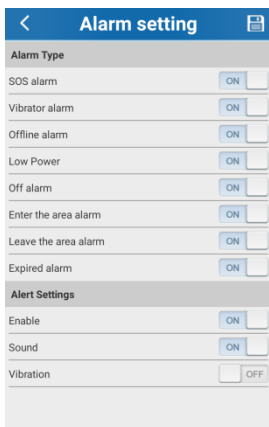 Alarm setting
Alarm Type
SOS alarm ON
Vibrator alarm ON
Offline alarm ON
Low Power ON
Off alarm ON
Enter the area alarm ON
Leave the area alarm ON
Expired alarm ON
Alert Settings
Enable ON
Sound ON
Vibration OFF